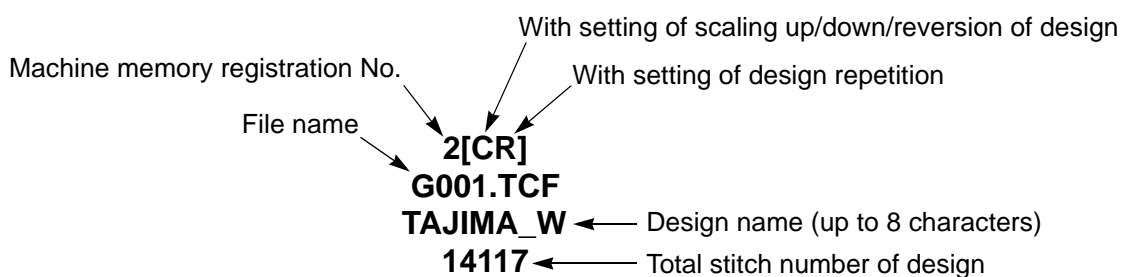 With setting of scaling up/down/reversion of design
Machine memory registration No.
With setting of design repetition
File name
2[CR]
G001.TCF
TAJIMA_W
Design name (up to 8 characters)
14117
Total stitch number of design